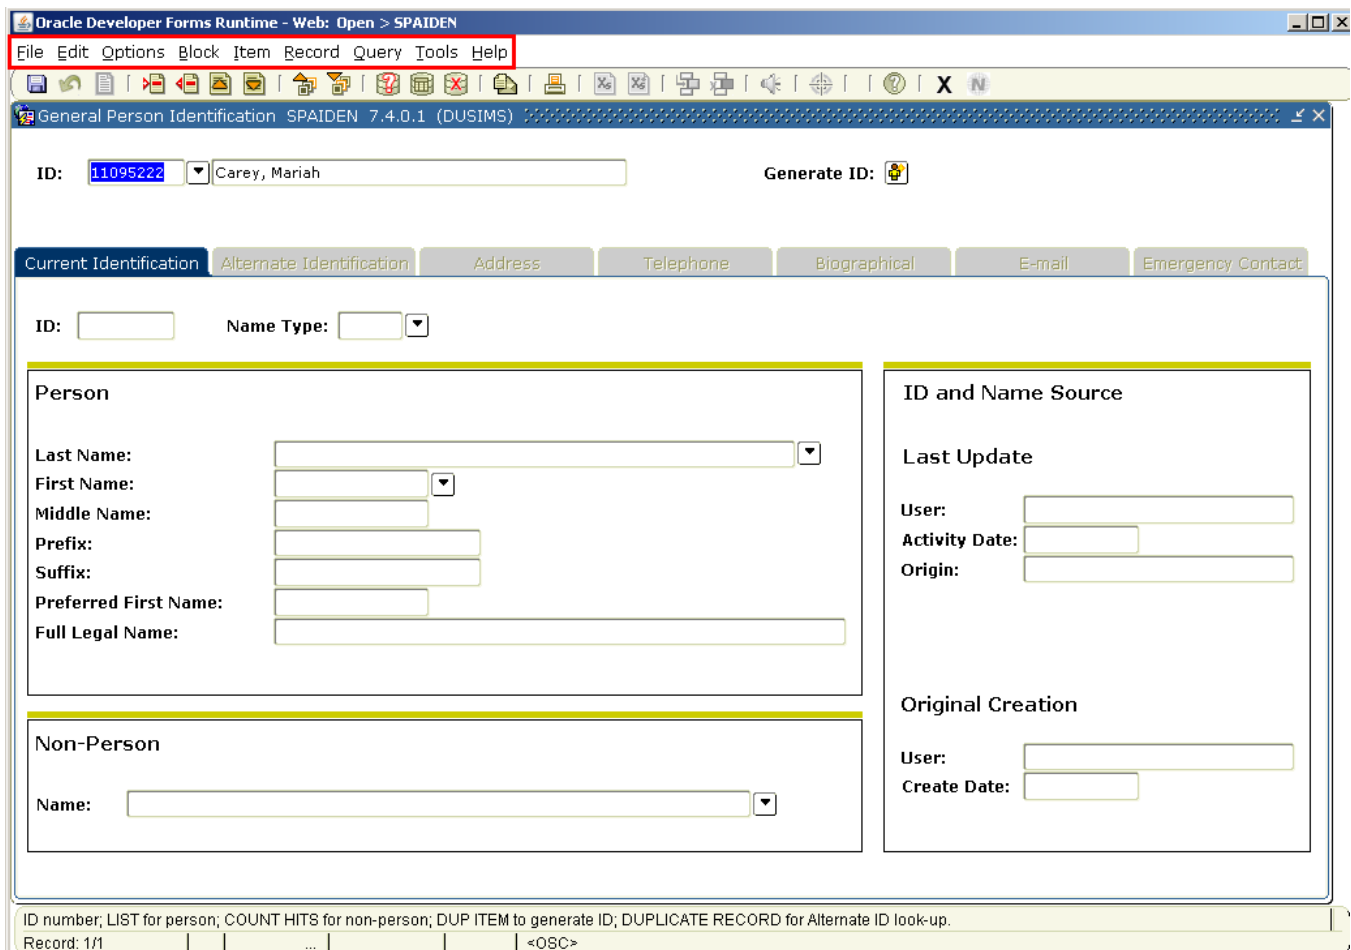 Oracle Developer Forms Runtime - Web: Open > SPAIDEN
File Edit Options Block Item Record Query Tools Help
General Person Identification SPAIDEN 7.4.0.1 (DUSIMS)
ID: 11095222 Carey, Mariah Generate ID:
Current Identification Alternate Identification Address Telephone Biographical E-mail Emergency Contact
ID: Name Type:
Person
Last Name:
First Name:
Middle Name:
Prefix:
Suffix:
Preferred First Name:
Full Legal Name:
ID and Name Source
Last Update
User:
Activity Date:
Origin:
Original Creation
User:
Create Date:
Non-Person
Name:
ID number; LIST for person; COUNT HITS for non-person; DUP ITEM to generate ID; DUPLICATE RECORD for Alternate ID look-up.
Record: 1/1 ... <OSC>